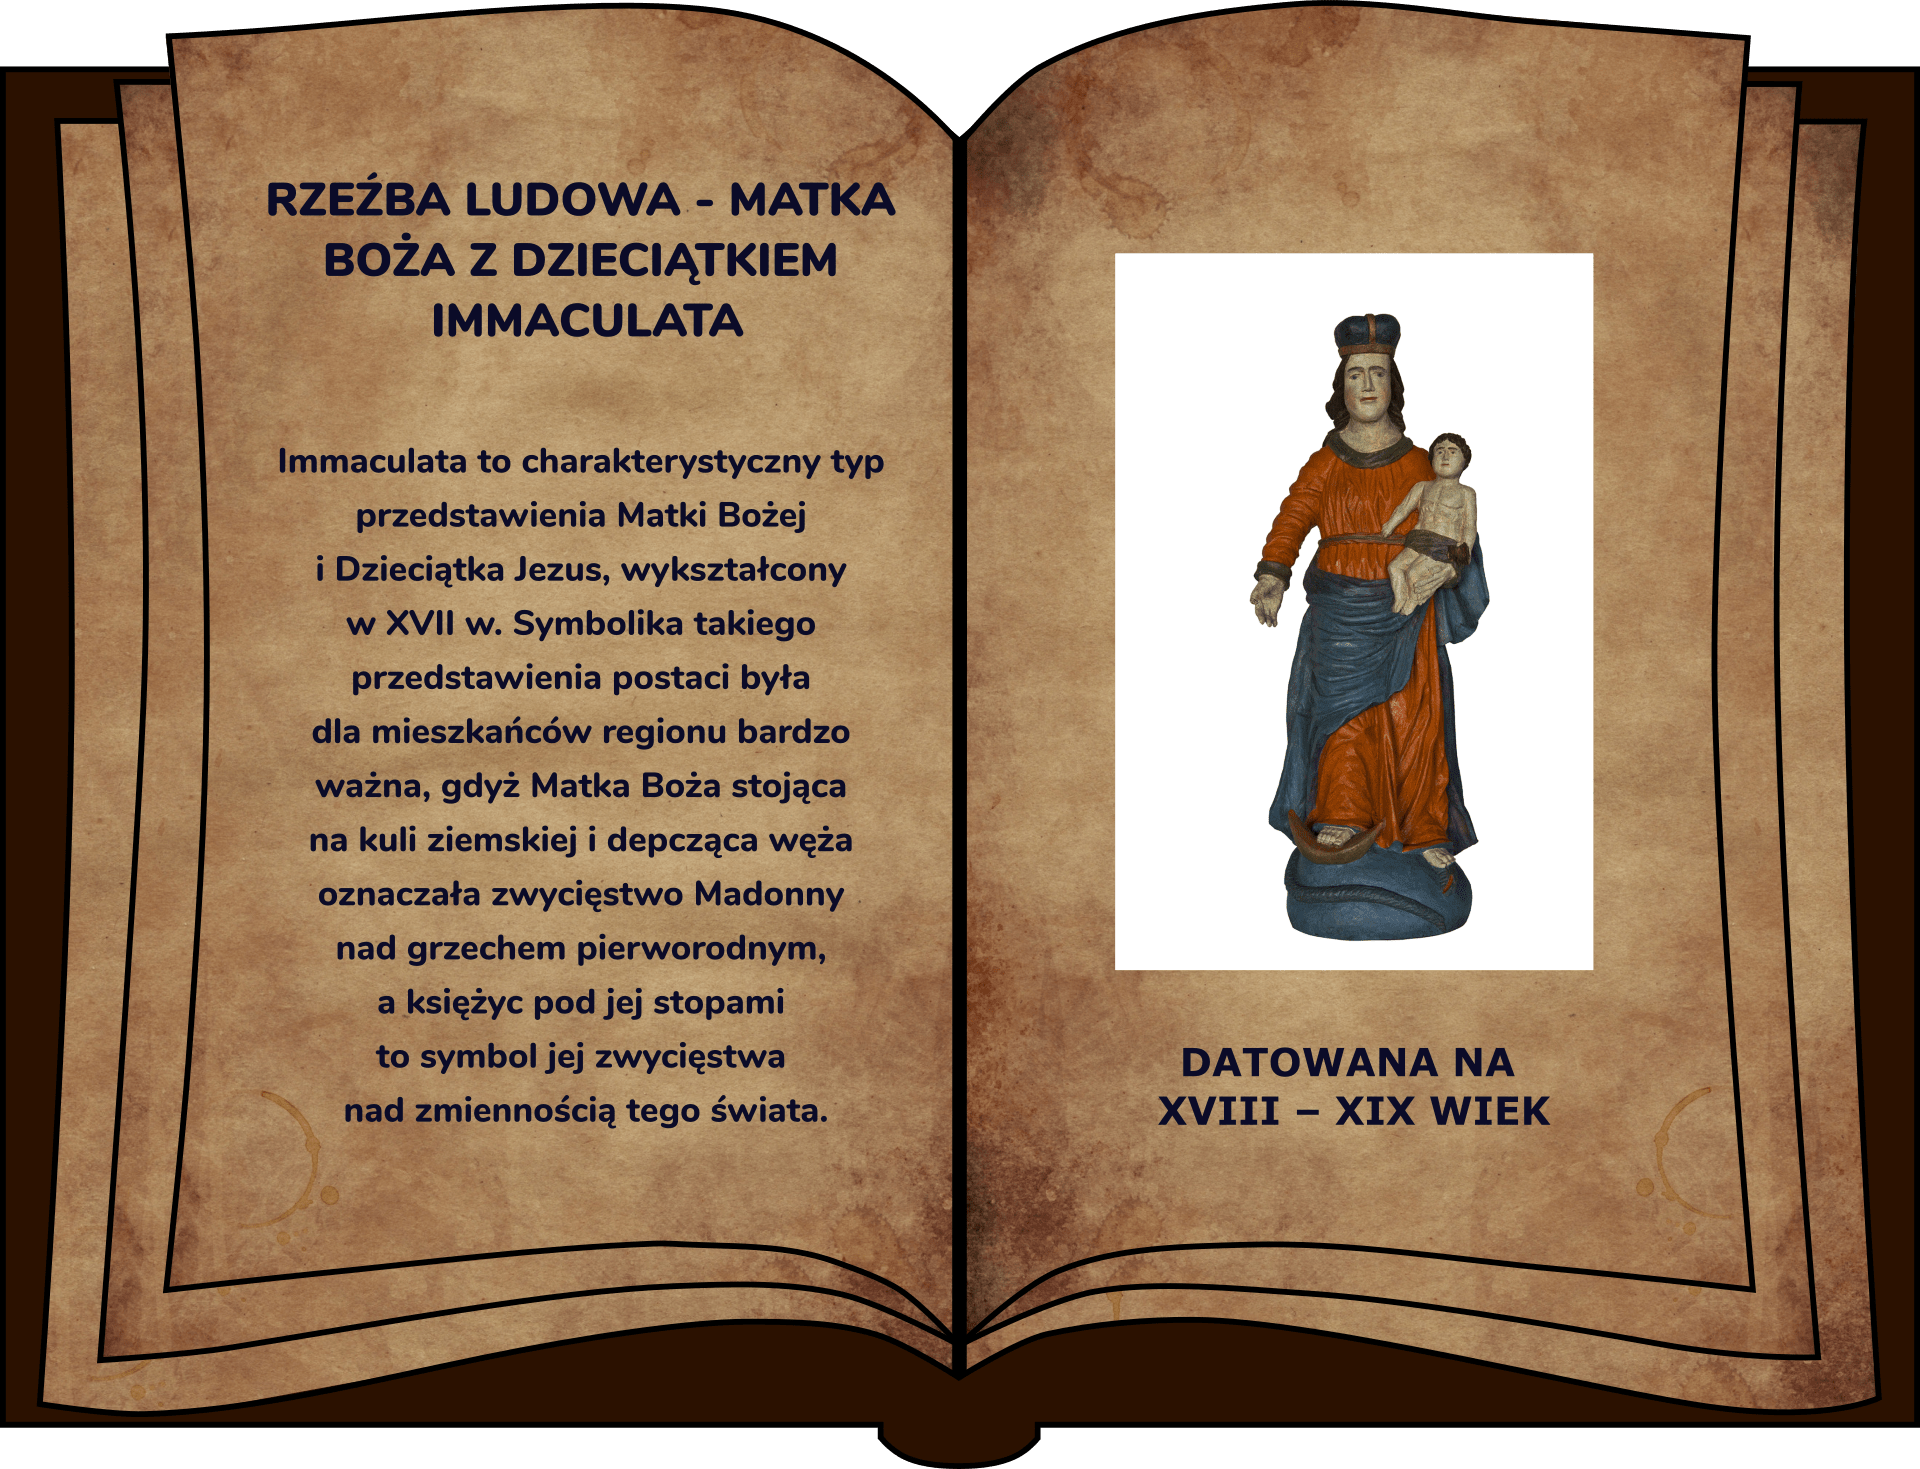 RZEŹBA LUDOWA - MATKA
BOŻA Z DZIECIĄTKIEM
IMMACULATA
Immaculata to charakterystyczny typ
przedstawienia Matki Bożej
i Dzieciątka Jezus, wykształcony
w XVII w. Symbolika takiego
przedstawienia postaci była
dla mieszkańców regionu bardzo
ważna, gdyż Matka Boża stojąca
na kuli ziemskiej i depcząca węża
oznaczała zwycięstwo Madonny
nad grzechem pierworodnym,
a księżyc pod jej stopami
to symbol jej zwycięstwa
nad zmiennością tego świata.
DATOWANA NA
XVIII – XIX WIEK